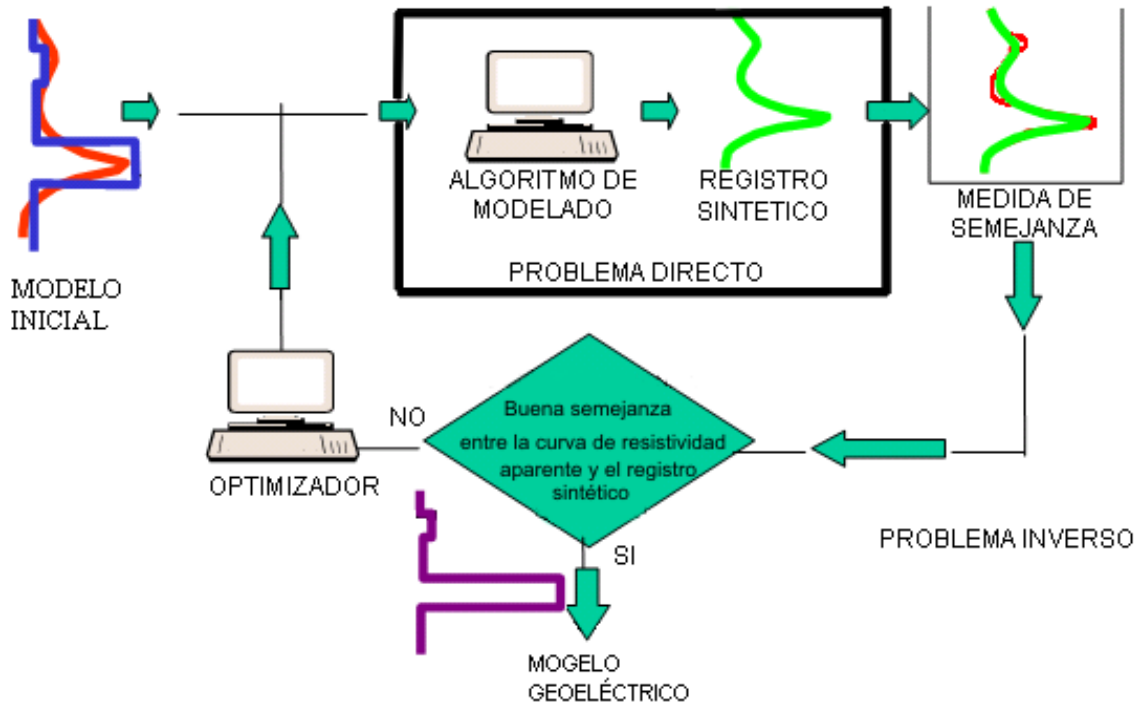 MODELO
INICIAL
ALGORITMO DE
MODELADO
REGISTRO
SINTETICO
PROBLEMA DIRECTO
MEDIDA DE
SEMEJANZA
OPTIMIZADOR
NO
Buena semejanza
entre la curva de resistividad
aparente y el registro
sintético
SI
PROBLEMA INVERSO
MOGELO
GEOELÉCTRICO